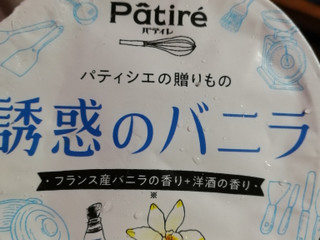 Pâtiré
パティレ
パティシエの贈りもの
誘惑のバニラ
・フランス産バニラの香り+洋酒の香り・
※